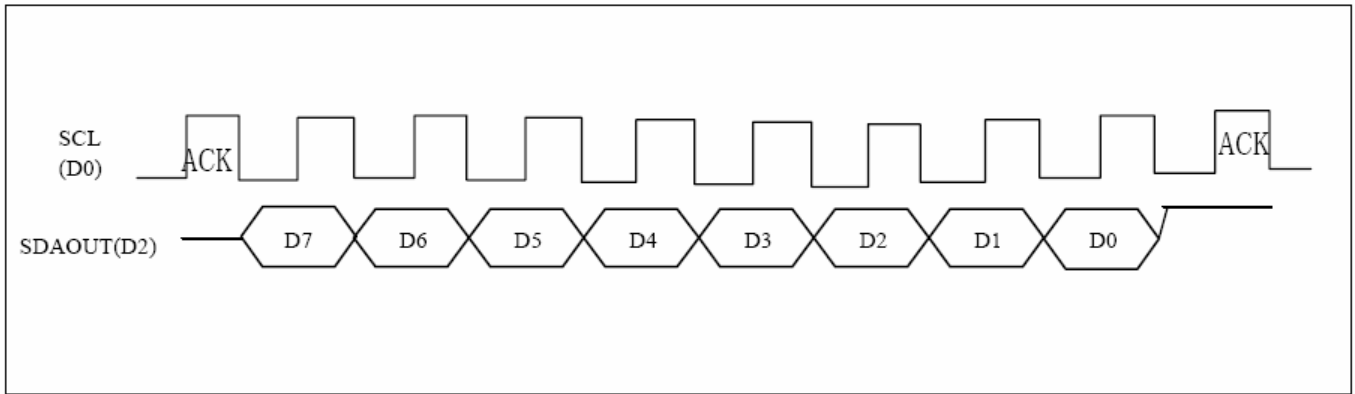 SCL
(D0)
ACK
ACK
SDAOUT(D2)
D7
D6
D5
D4
D3
D2
D1
D0